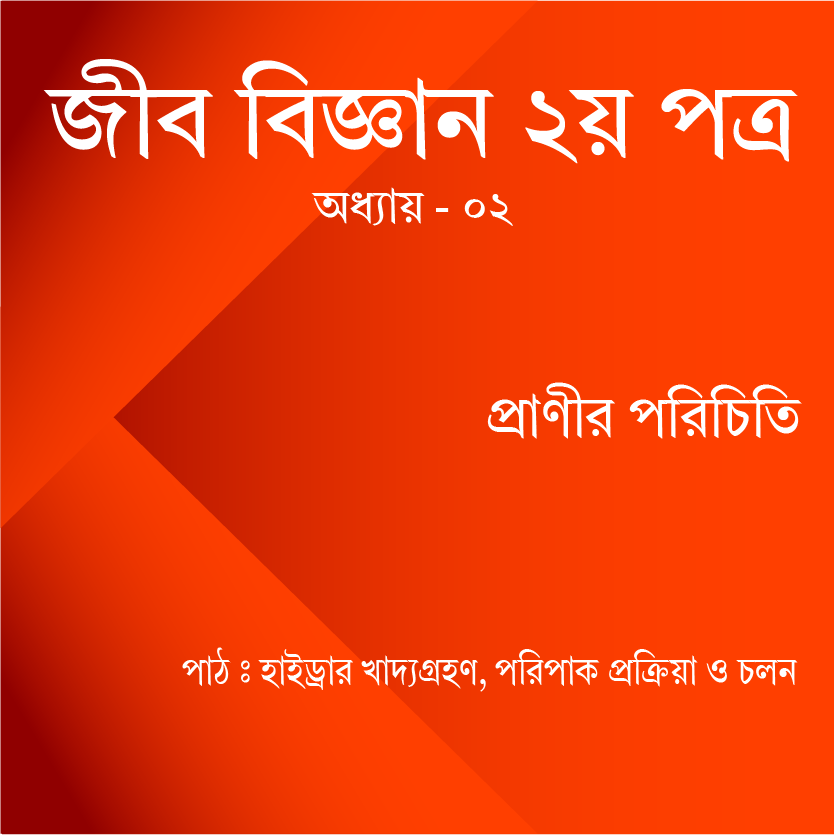 জীব বিজ্ঞান ২য় পত্র
অধ্যায় - ০২
প্রাণীর পরিচিতি
পাঠ ঃ হাইড্রার খাদ্যগ্রহণ, পরিপাক প্রক্রিয়া ও চলন